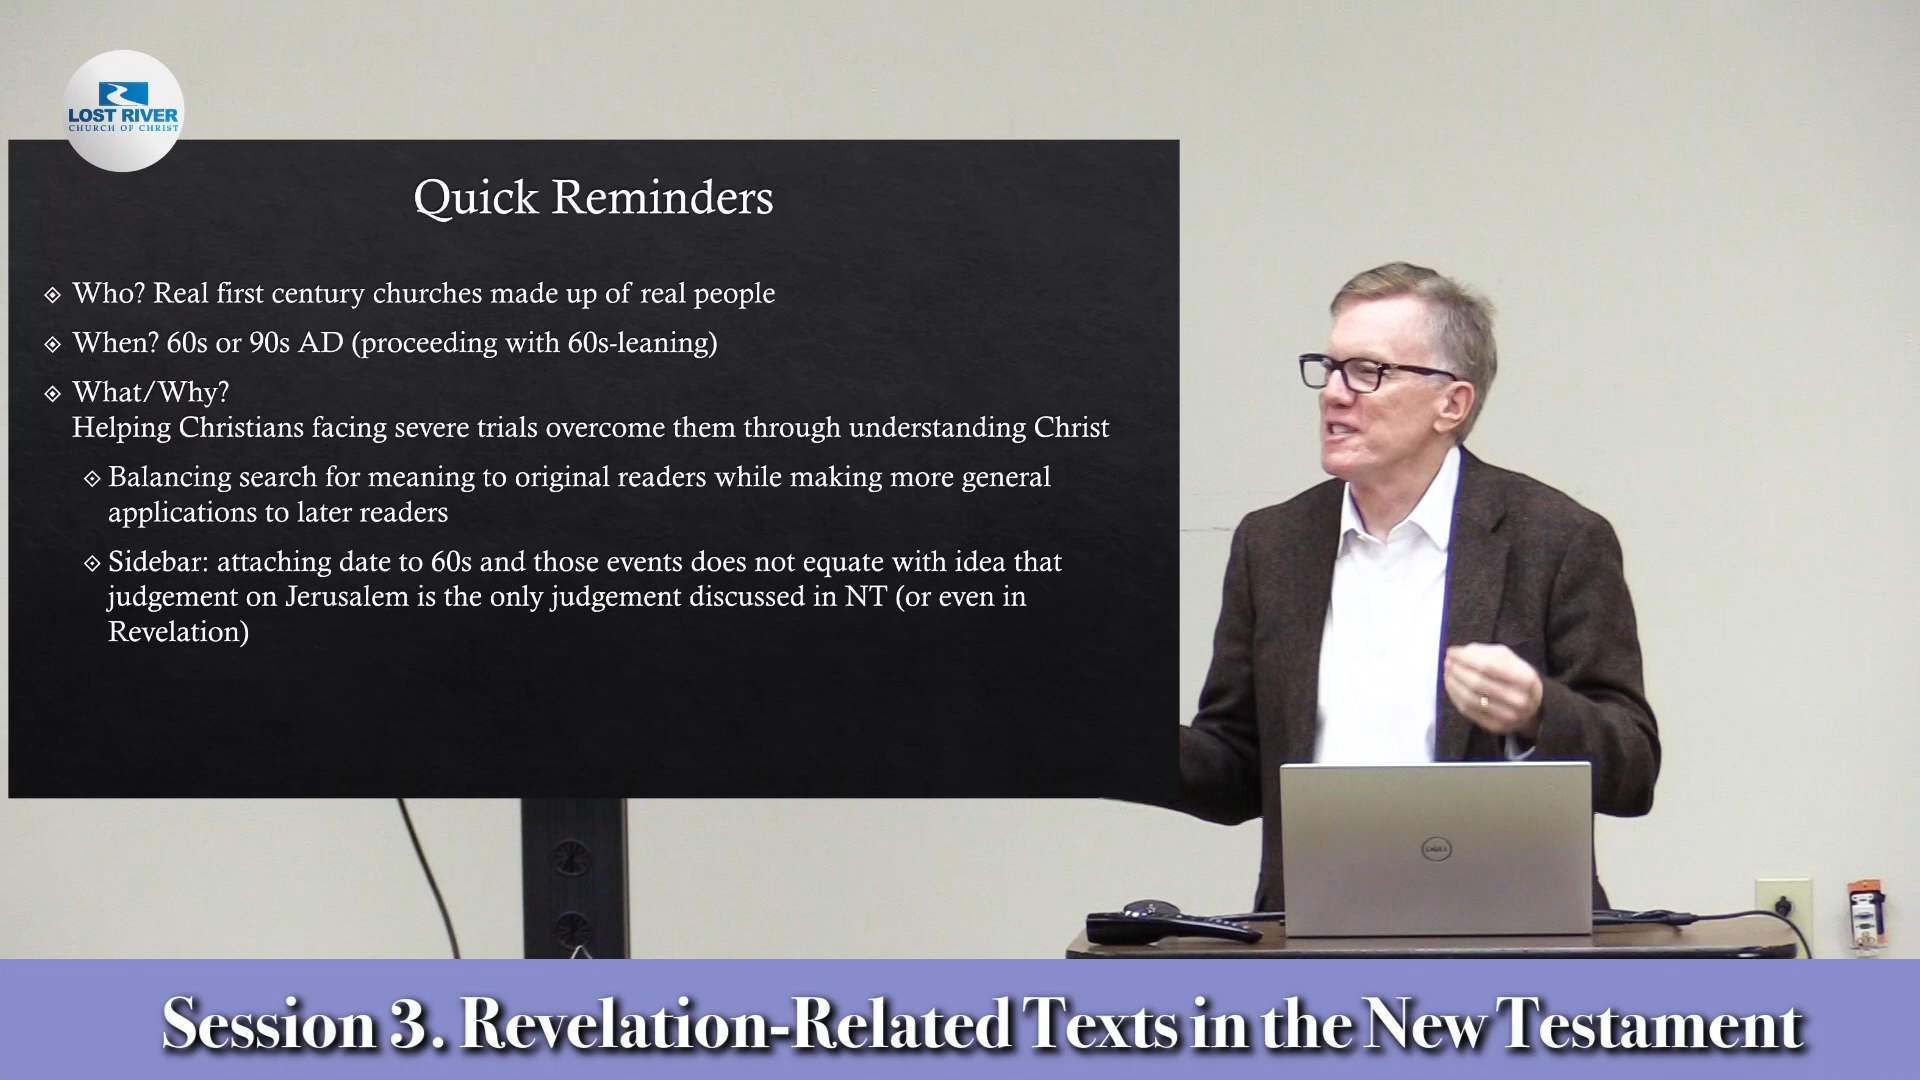 LOST RIVER
CHURCH OF CHRIST
Quick Reminders
Who? Real first century churches made up of real people
When? 60s or 90s AD (proceeding with 60s-leaning)
What/Why?
Helping Christians facing severe trials overcome them through understanding Christ
Balancing search for meaning to original readers while making more general
applications to later readers
Sidebar: attaching date to 60s and those events does not equate with idea that
judgement on Jerusalem is the only judgement discussed in NT (or even in
Revelation)
DELL
Session 3. Revelation-Related Texts in the New Testament